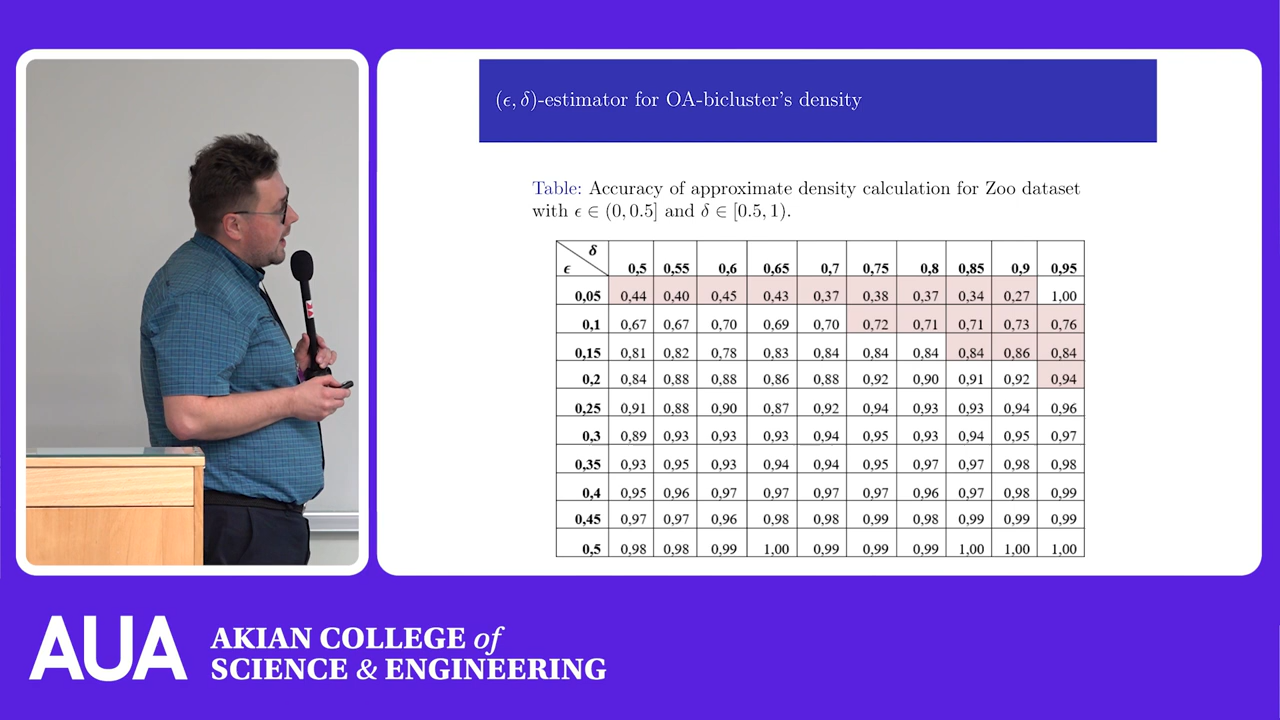 (ϵ, δ)-estimator for OA-bicluster's density
Table: Accuracy of approximate density calculation for Zoo dataset
with ϵ ∈ (0, 0.5] and δ ∈ [0.5, 1).
δ
ϵ 0,5 0,55 0,6 0,65 0,7 0,75 0,8 0,85 0,9 0,95
0,05 0,44 0,40 0,45 0,43 0,37 0,38 0,37 0,34 0,27 1,00
0,1 0,67 0,67 0,70 0,69 0,70 0,72 0,71 0,71 0,73 0,76
0,15 0,81 0,82 0,78 0,83 0,84 0,84 0,84 0,84 0,86 0,84
0,2 0,84 0,88 0,88 0,86 0,88 0,92 0,90 0,91 0,92 0,94
0,25 0,91 0,88 0,90 0,87 0,92 0,94 0,93 0,93 0,94 0,96
0,3 0,89 0,93 0,93 0,93 0,94 0,95 0,93 0,94 0,95 0,97
0,35 0,93 0,95 0,93 0,94 0,94 0,95 0,97 0,97 0,98 0,98
0,4 0,95 0,96 0,97 0,97 0,97 0,97 0,96 0,97 0,98 0,99
0,45 0,97 0,97 0,96 0,98 0,98 0,99 0,98 0,99 0,99 0,99
0,5 0,98 0,98 0,99 1,00 0,99 0,99 0,99 1,00 1,00 1,00
AUA
AKIAN COLLEGE of
SCIENCE & ENGINEERING